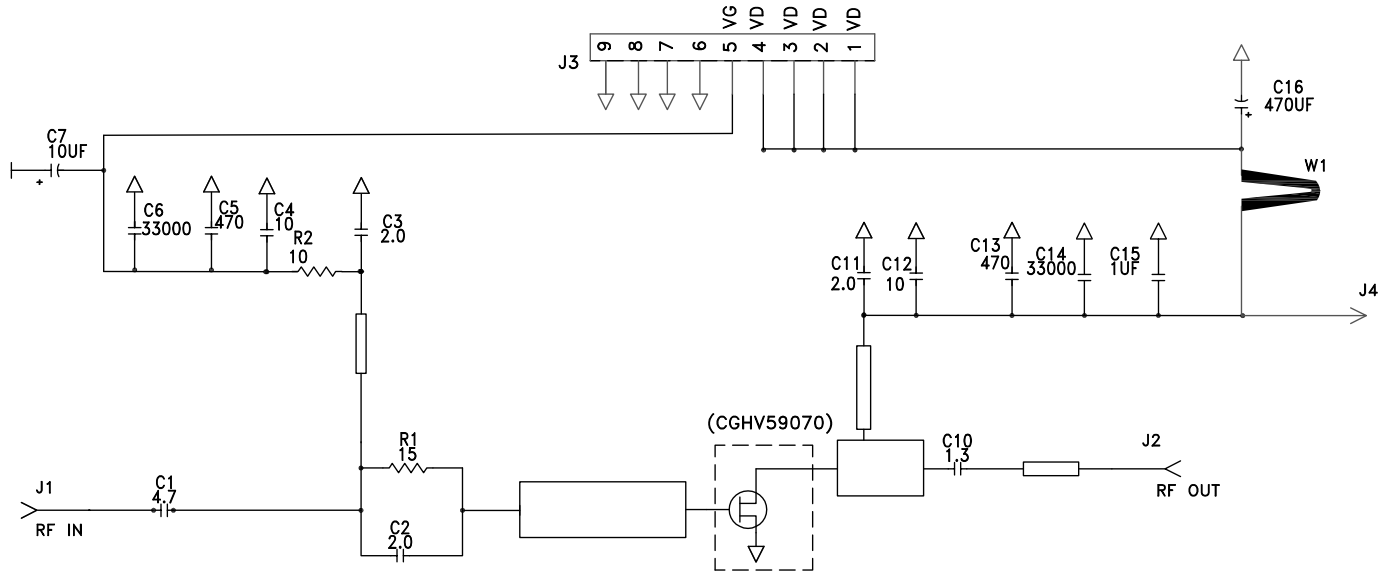 VG
VD
VD
VD
J3
9 8 7 6 5 4 3 2 1
C16
470UF
C7
10UF
+
+
W1
C6
33000
C5
470
C4
10
C3
2.0
R2
10
C11
2.0
C12
10
C13
470
C14
33000
C15
1UF
J4
(CGHV59070)
R1
15
C10
1.3
J2
RF OUT
J1
RF IN
C1
4.7
C2
2.0